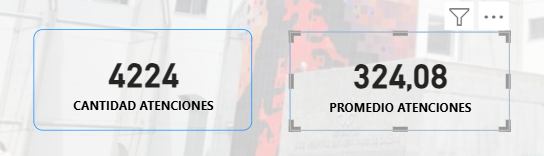 4224
CANTIDAD ATENCIONES
324,08
PROMEDIO ATENCIONES